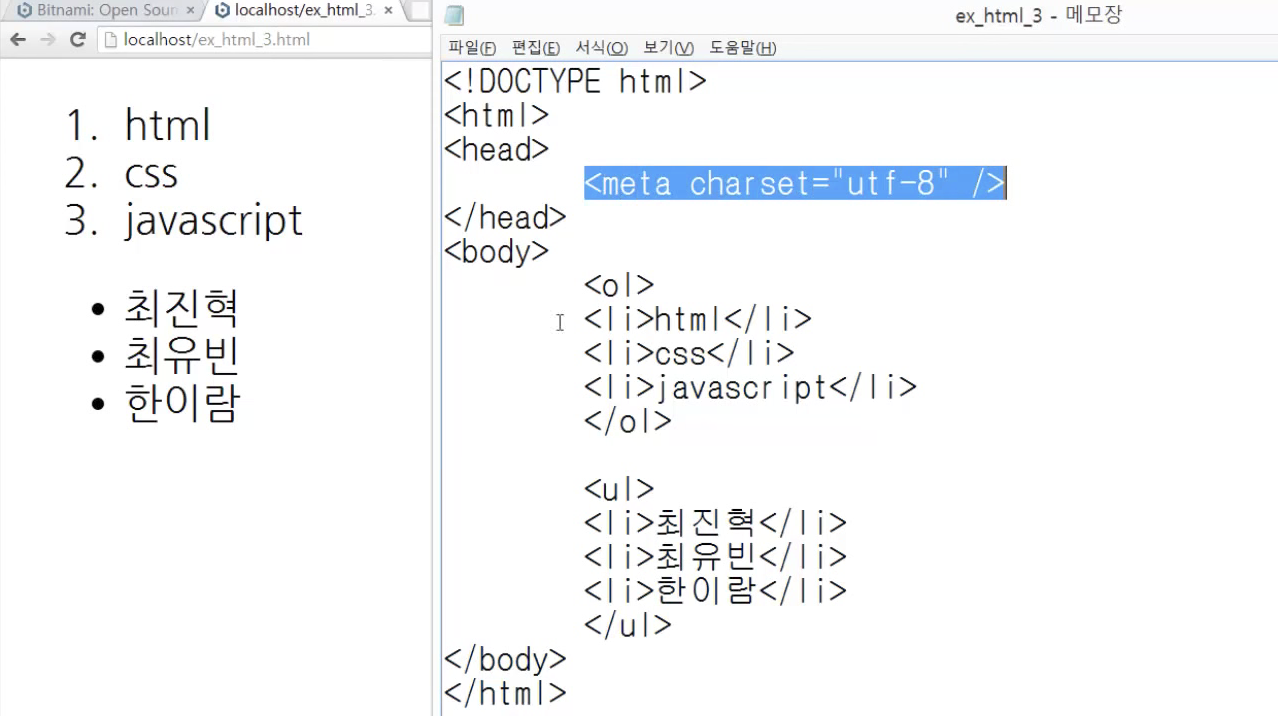 Bitnami: Open Sour
localhost/ex_html_3.
localhost/ex_html_3.html
1. html
2. css
3. javascript
• 최진혁
• 최유빈
• 한이람
ex_html_3 - 메모장
파일(F) 편집(E) 서식(O) 보기(V) 도움말(H)
<!DOCTYPE html>
<html>
<head>
<meta charset="utf-8" />
</head>
<body>
<ol>
<li>html</li>
<li>css</li>
<li>javascript</li>
</ol>
<ul>
<li>최진혁</li>
<li>최유빈</li>
<li>한이람</li>
</ul>
</body>
</html>